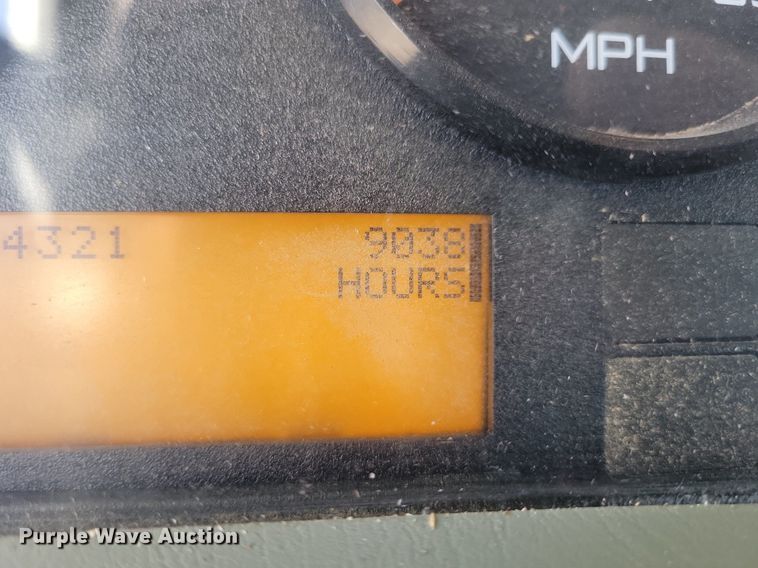 MPH
4321 9038
HOURS
Purple Wave Auction